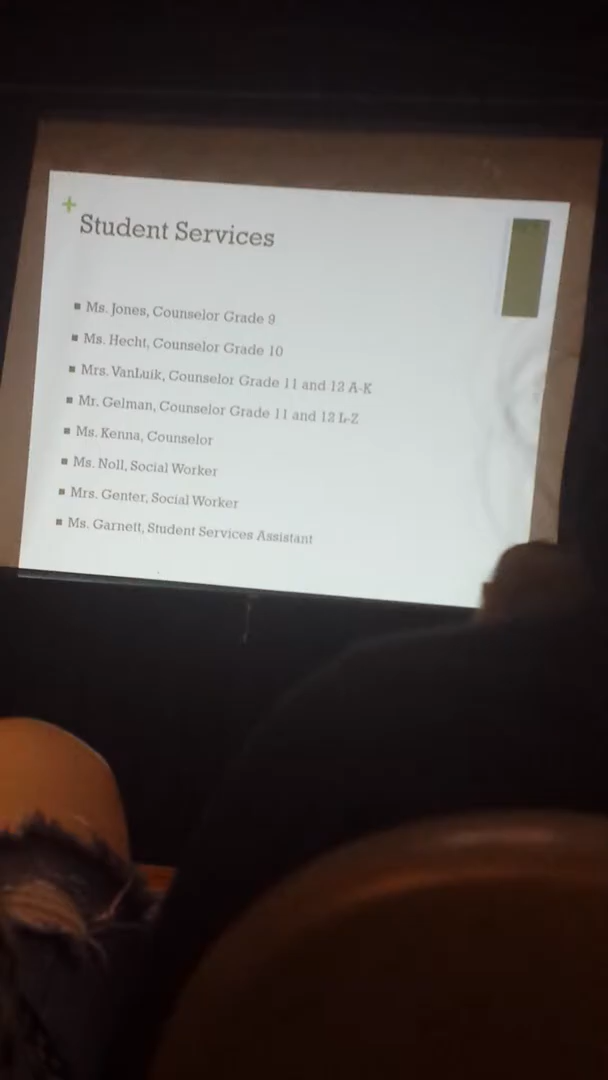 +
Student Services
▪ Ms. Jones, Counselor Grade 9
▪ Ms. Hecht, Counselor Grade 10
▪ Mrs. VanLuik, Counselor Grade 11 and 12 A-K
▪ Mr. Gelman, Counselor Grade 11 and 12 L-Z
▪ Ms. Kenna, Counselor
▪ Ms. Noll, Social Worker
▪ Mrs. Genter, Social Worker
▪ Ms. Garnett, Student Services Assistant